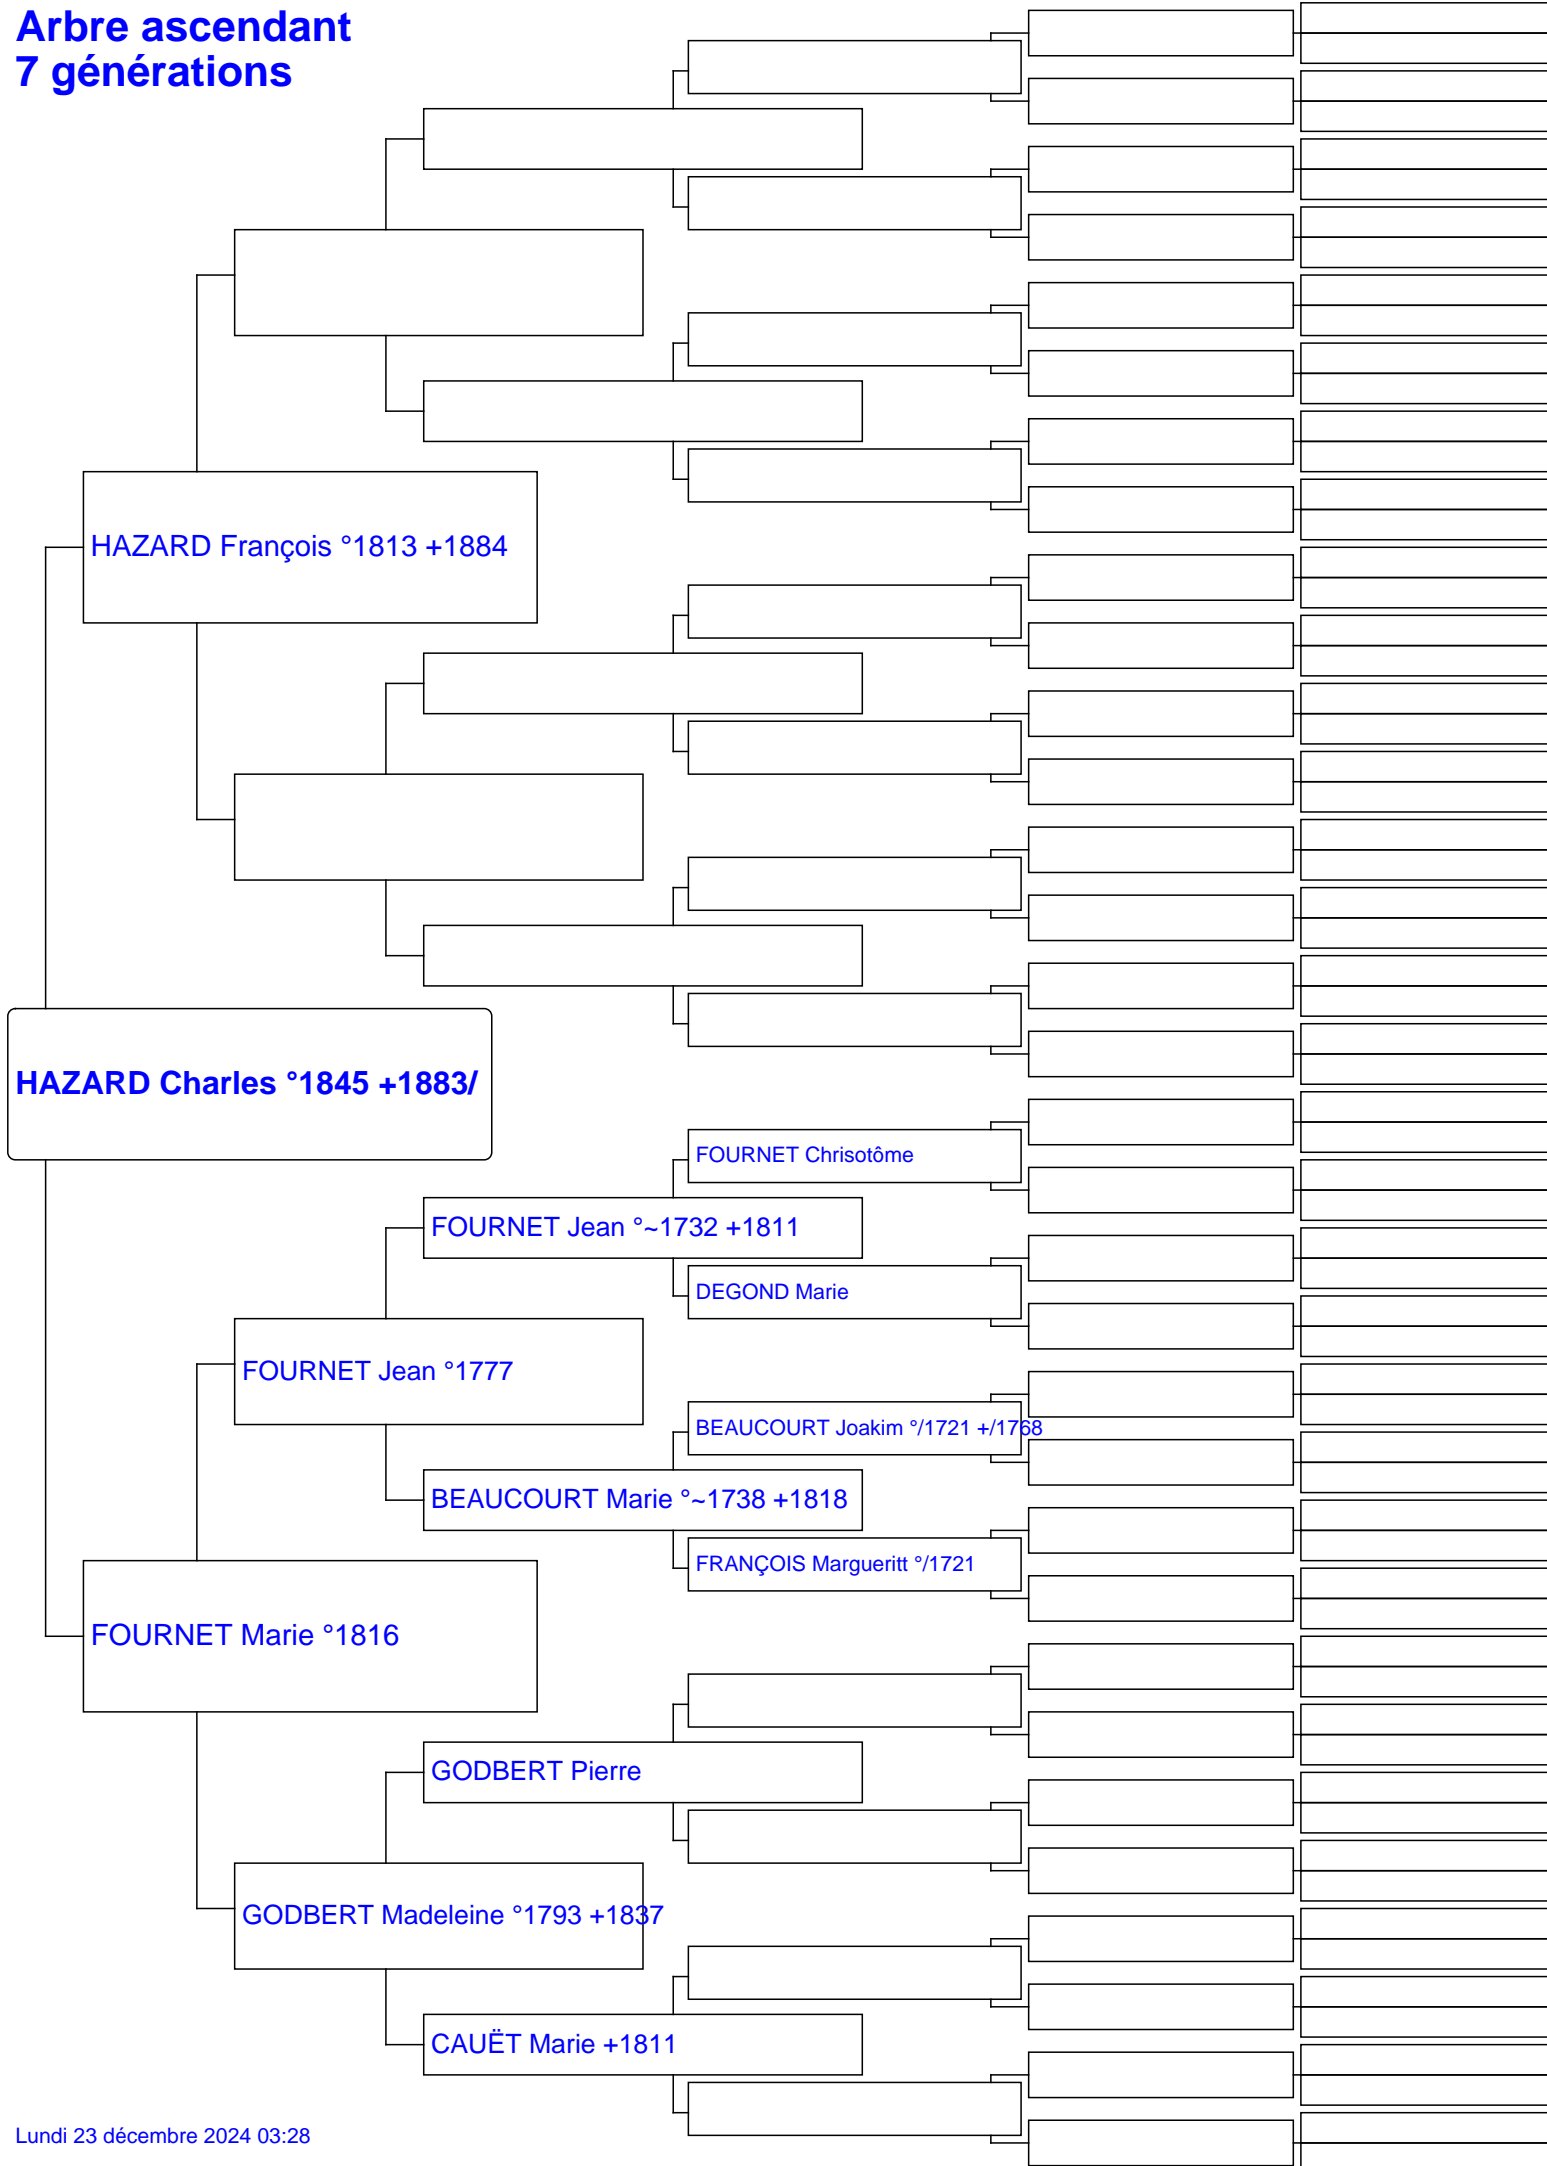 Arbre ascendant
7 générations
HAZARD François °1813 +1884
HAZARD Charles °1845 +1883/
FOURNET Chrisotôme
FOURNET Jean °~1732 +1811
DEGOND Marie
FOURNET Jean °1777
BEAUCOURT Joakim °/1721 +/1768
BEAUCOURT Marie °~1738 +1818
FRANÇOIS Margueritt °/1721
FOURNET Marie °1816
GODBERT Pierre
GODBERT Madeleine °1793 +1837
CAUËT Marie +1811
Lundi 23 décembre 2024 03:28